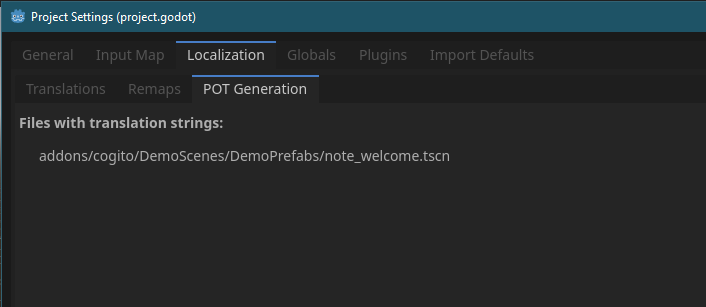 Project Settings (project.godot)
General Input Map Localization Globals Plugins Import Defaults
Translations Remaps POT Generation
Files with translation strings:
addons/cogito/DemoScenes/DemoPrefabs/note_welcome.tscn